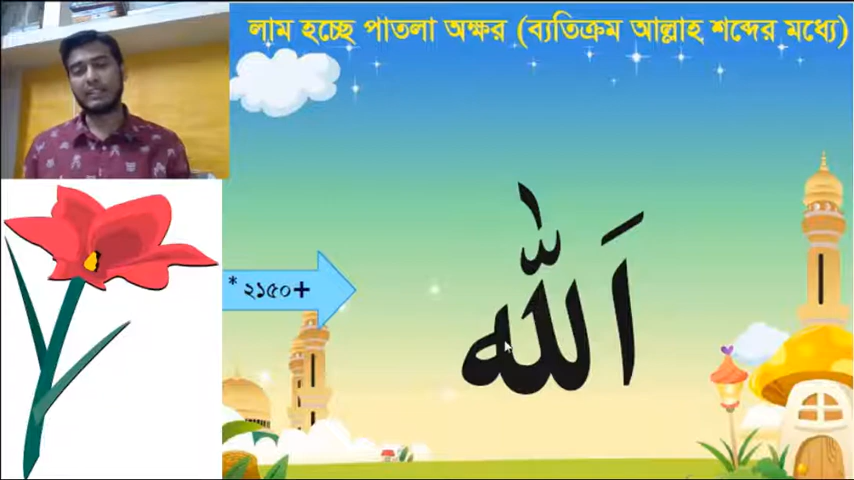 লাম হচ্ছে পাতলা অক্ষর (ব্যতিক্রম আল্লাহ শব্দের মধ্যে)
* ২১৫০+
اَللّٰه